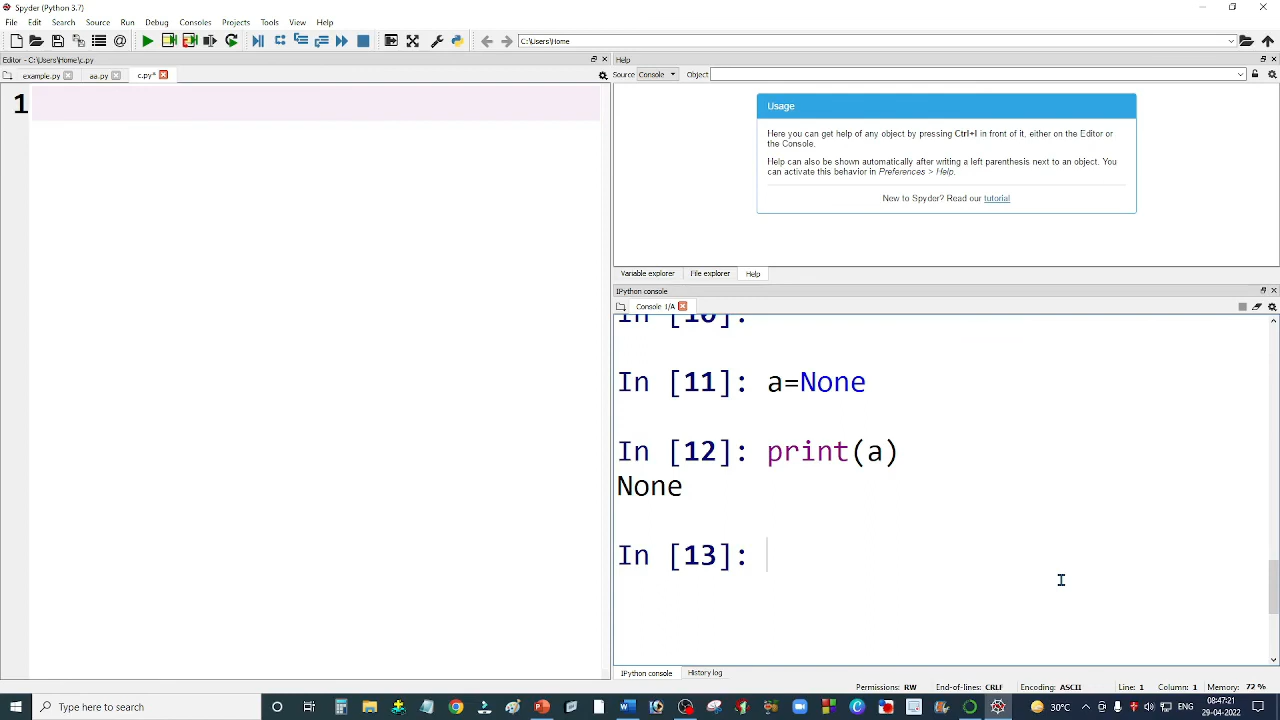 Spyder (Python 3.7)
File Edit Search Source Run Debug Consoles Projects Tools View Help
C:\Users\Home
Editor - C:\Users\Home\c.py
Help
example.py aa.py c.py*
Source Console Object
1
Usage
Here you can get help of any object by pressing Ctrl+I in front of it, either on the Editor or
the Console.
Help can also be shown automatically after writing a left parenthesis next to an object. You
can activate this behavior in Preferences > Help.
New to Spyder? Read our tutorial
Variable explorer File explorer Help
IPython console
Console 1/A
In [10]:
In [11]: a=None
In [12]: print(a)
None
In [13]:
IPython console History log
Permissions: RW End-of-lines: CRLF Encoding: ASCII Line: 1 Column: 1 Memory: 72 %
Type here to search
30°C ENG 08:47:21
29-04-2022